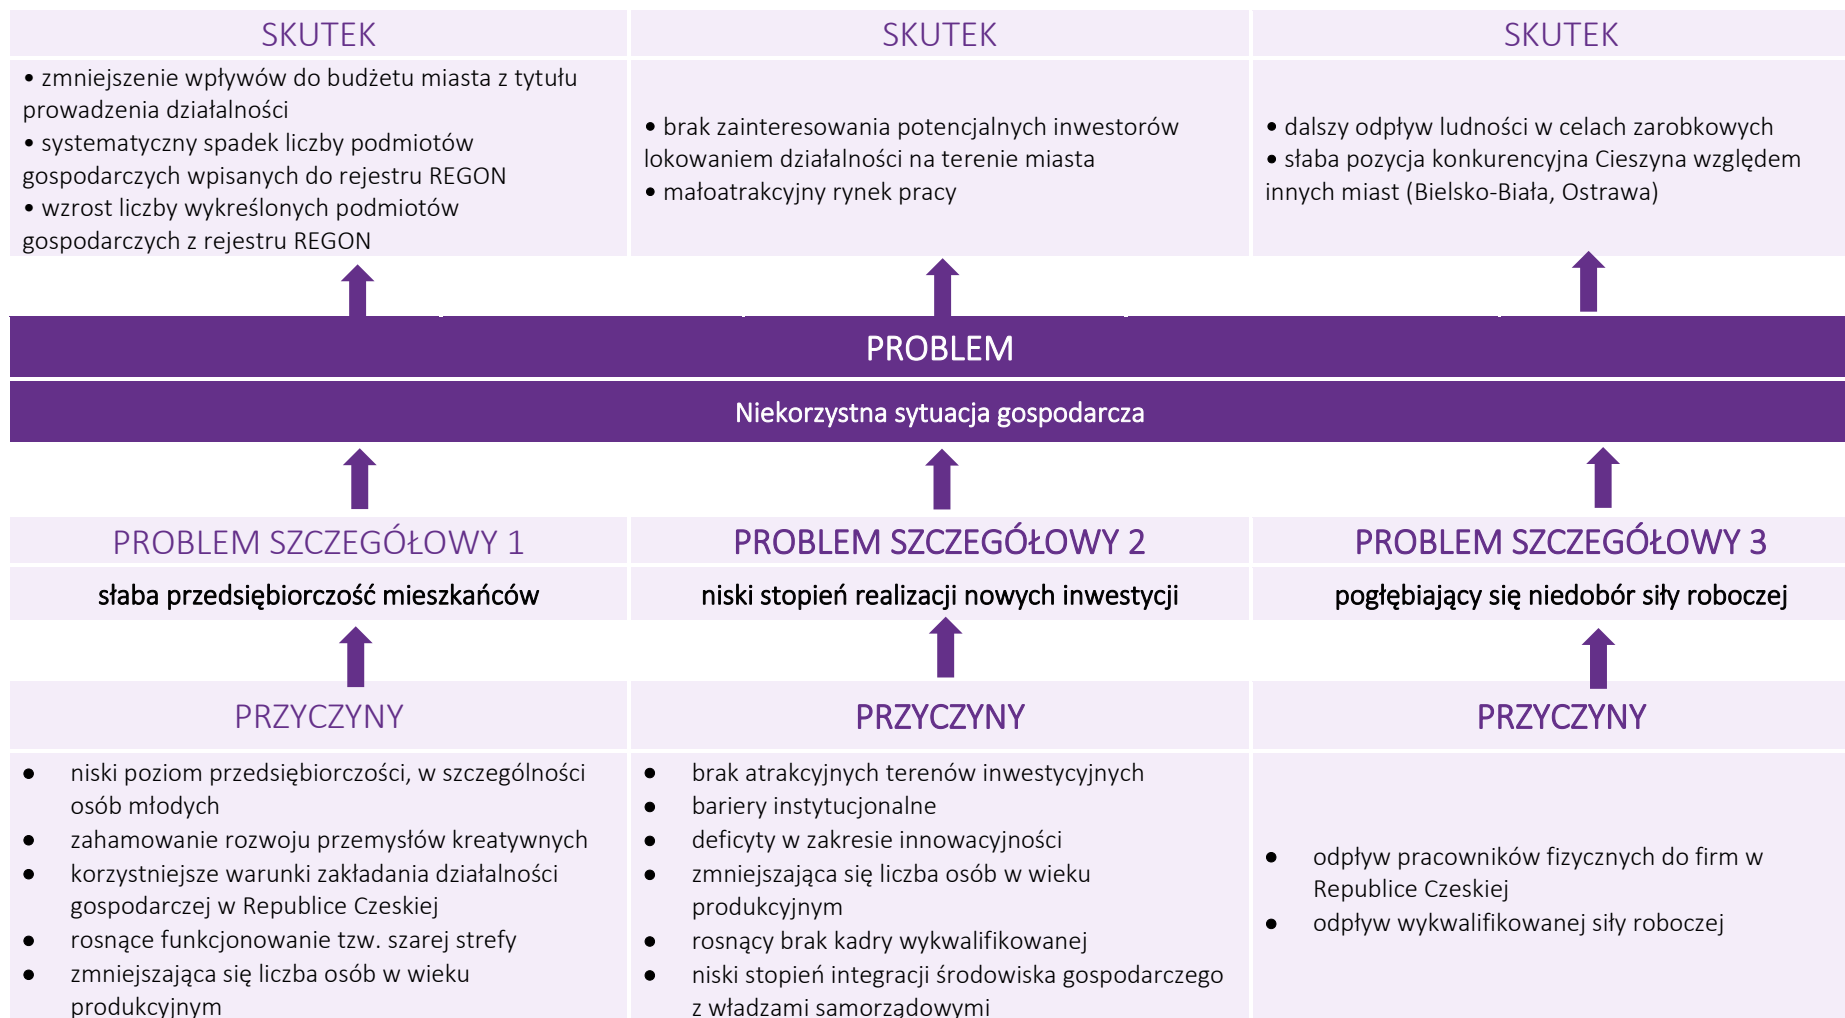 SKUTEK
SKUTEK
SKUTEK
• zmniejszenie wpływów do budżetu miasta z tytułu
prowadzenia działalności
• systematyczny spadek liczby podmiotów
gospodarczych wpisanych do rejestru REGON
• wzrost liczby wykreślonych podmiotów
gospodarczych z rejestru REGON
• brak zainteresowania potencjalnych inwestorów
lokowaniem działalności na terenie miasta
• małoatrakcyjny rynek pracy
• dalszy odpływ ludności w celach zarobkowych
• słaba pozycja konkurencyjna Cieszyna względem
innych miast (Bielsko-Biała, Ostrawa)
PROBLEM
Niekorzystna sytuacja gospodarcza
PROBLEM SZCZEGÓŁOWY 1
PROBLEM SZCZEGÓŁOWY 2
PROBLEM SZCZEGÓŁOWY 3
słaba przedsiębiorczość mieszkańców
niski stopień realizacji nowych inwestycji
pogłębiający się niedobór siły roboczej
PRZYCZYNY
PRZYCZYNY
PRZYCZYNY
• niski poziom przedsiębiorczości, w szczególności
osób młodych
• zahamowanie rozwoju przemysłów kreatywnych
• korzystniejsze warunki zakładania działalności
gospodarczej w Republice Czeskiej
• rosnące funkcjonowanie tzw. szarej strefy
• zmniejszająca się liczba osób w wieku
produkcyjnym
• brak atrakcyjnych terenów inwestycyjnych
• bariery instytucjonalne
• deficyty w zakresie innowacyjności
• zmniejszająca się liczba osób w wieku
produkcyjnym
• rosnący brak kadry wykwalifikowanej
• niski stopień integracji środowiska gospodarczego
z władzami samorządowymi
• odpływ pracowników fizycznych do firm w
Republice Czeskiej
• odpływ wykwalifikowanej siły roboczej